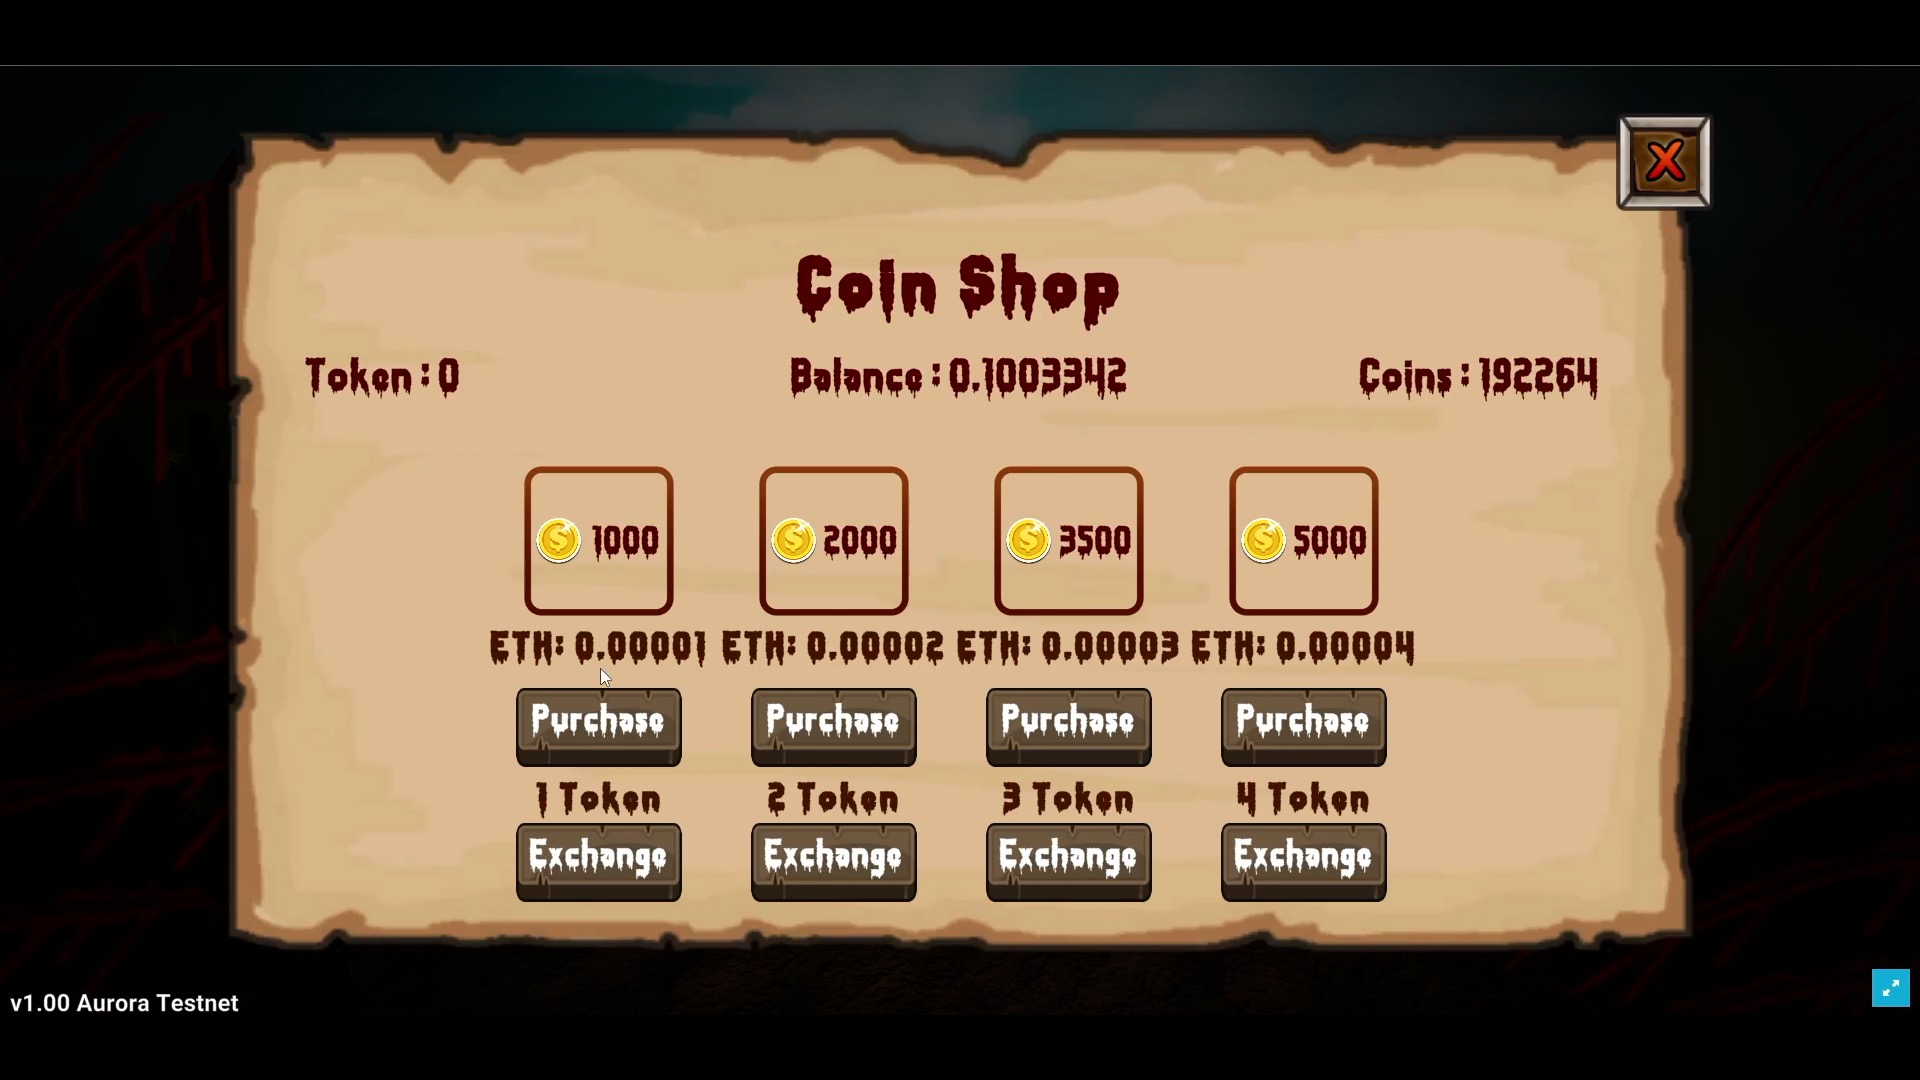 Coin Shop
Token : 0 Balance : 0.1003342 Coins : 192264
1000 2000 3500 5000
ETH: 0.00001 ETH: 0.00002 ETH: 0.00003 ETH: 0.00004
Purchase Purchase Purchase Purchase
1 Token 2 Token 3 Token 4 Token
Exchange Exchange Exchange Exchange
v1.00 Aurora Testnet